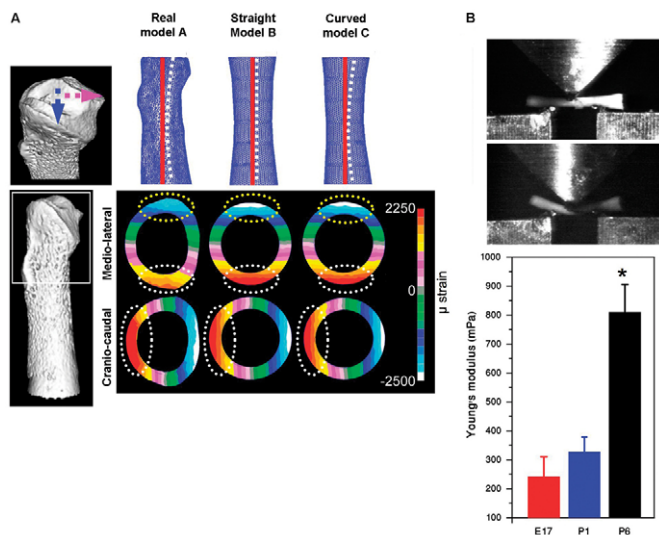 A
Real
model A
Straight
Model B
Curved
model C
Medio-lateral
Cranio-caudal
2250
0
-2500
μ strain
B
1000
900
800
700
600
500
400
300
200
100
Young's modulus (mPa)
*
E17 P1 P6